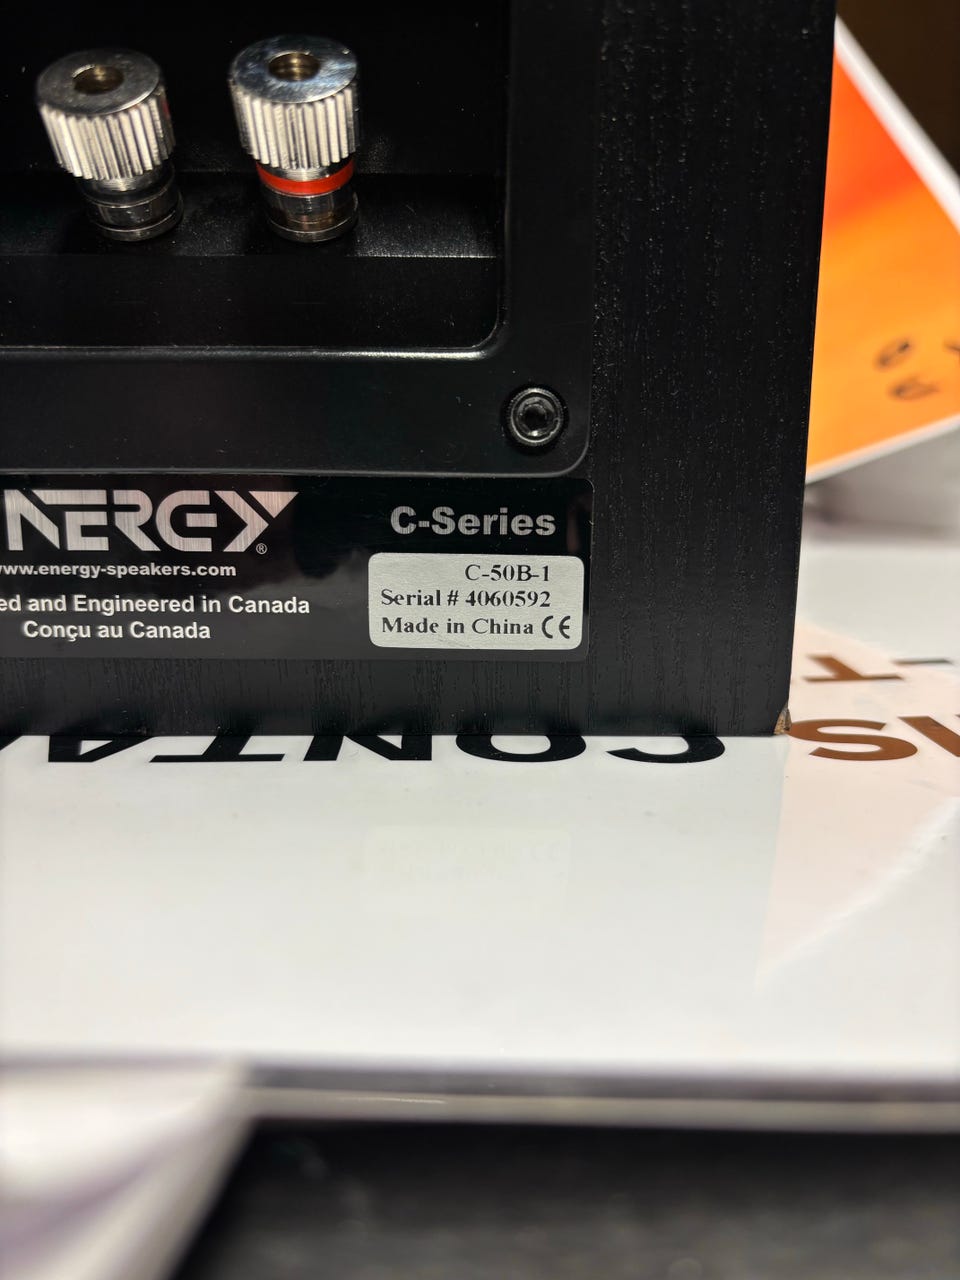 NERGY®
C-Series
www.energy-speakers.com
ed and Engineered in Canada
Conçu au Canada
C-50B-1
Serial # 4060592
Made in China CE
CONTA